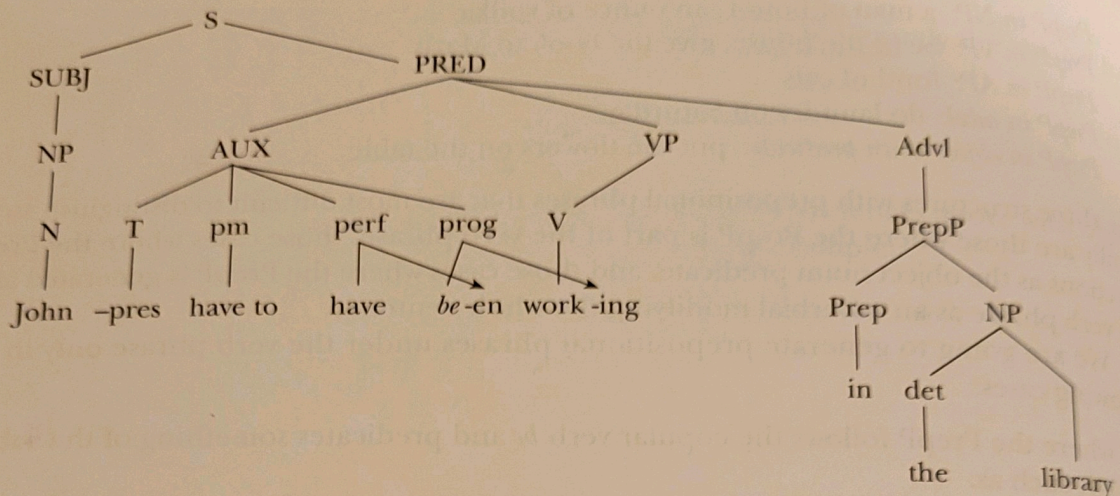 S
SUBJ PRED
NP AUX VP Advl
N T pm perf prog V PrepP
John –pres have to have be -en work -ing Prep NP
in det
the library